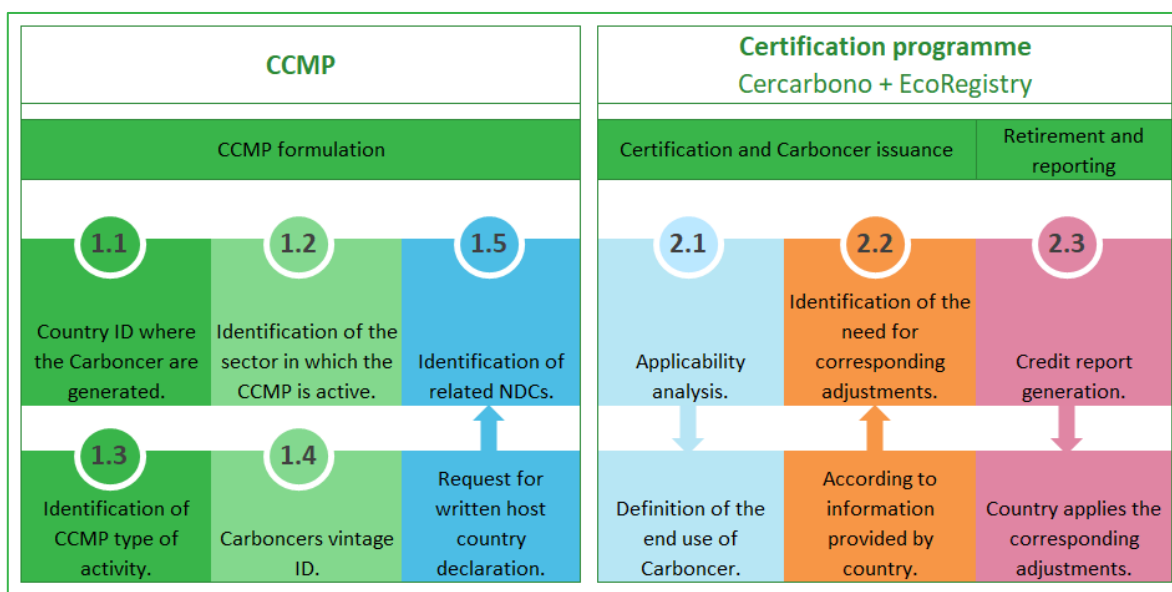 CCMP
CCMP formulation
1.1
Country ID where
the Carboncer are
generated.
1.2
Identification of the
sector in which the
CCMP is active.
1.5
Identification of
related NDCs.
1.3
Identification of
CCMP type of
activity.
1.4
Carboncers vintage
ID.
Request for
written host
country
declaration.
Certification programme
Cercarbono + EcoRegistry
Certification and Carboncer issuance
Retirement and
reporting
2.1
Applicability
analysis.
2.2
Identification of the
need for
corresponding
adjustments.
2.3
Credit report
generation.
Definition of the
end use of
Carboncer.
According to
information
provided by
country.
Country applies the
corresponding
adjustments.